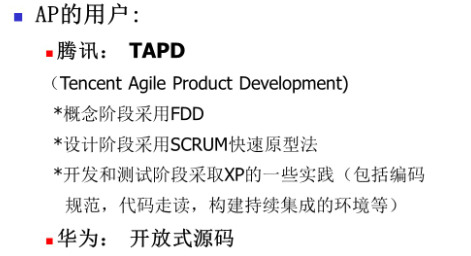 AP的用户:
腾讯： TAPD
（Tencent Agile Product Development)
*概念阶段采用FDD
*设计阶段采用SCRUM快速原型法
*开发和测试阶段采取XP的一些实践（包括编码
规范，代码走读，构建持续集成的环境等）
华为： 开放式源码